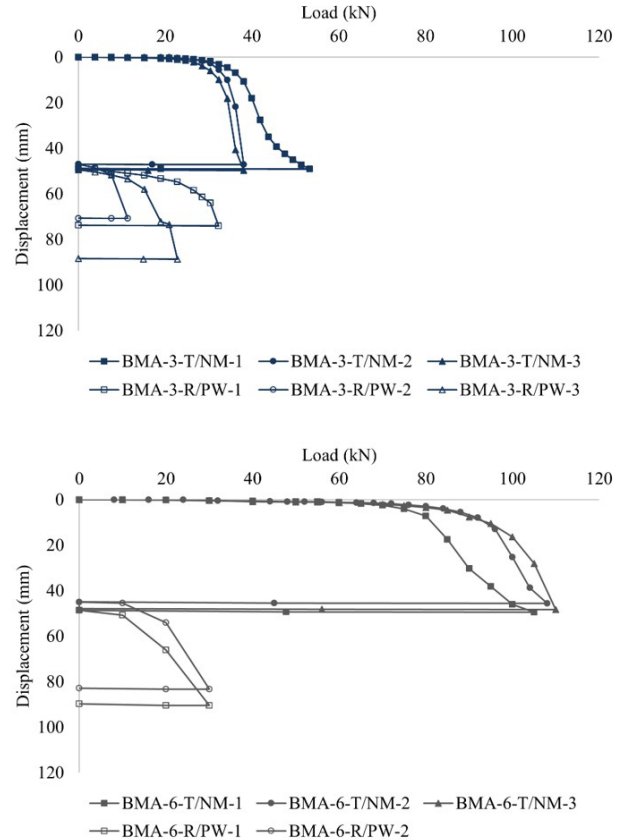 Load (kN)
0 20 40 60 80 100 120
0
20
40
60
80
100
120
Displacement (mm)
BMA-3-T/NM-1 BMA-3-T/NM-2 BMA-3-T/NM-3
BMA-3-R/PW-1 BMA-3-R/PW-2 BMA-3-R/PW-3
Load (kN)
0 20 40 60 80 100 120
0
20
40
60
80
100
120
Displacement (mm)
BMA-6-T/NM-1 BMA-6-T/NM-2 BMA-6-T/NM-3
BMA-6-R/PW-1 BMA-6-R/PW-2